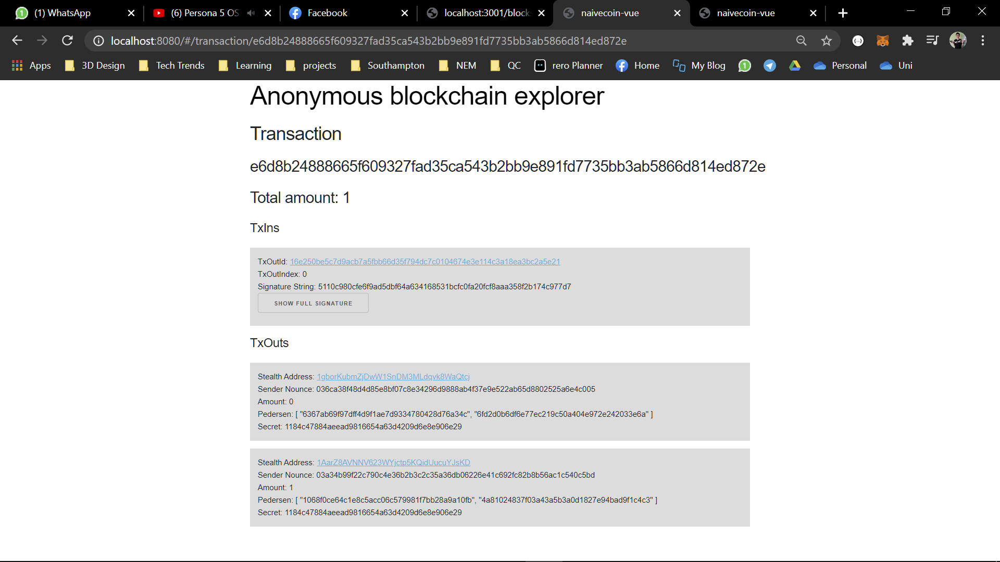 (1) WhatsApp
(6) Persona 5 OS
Facebook
localhost:3001/block
naivecoin-vue
naivecoin-vue
localhost:8080/#/transaction/e6d8b24888665f609327fad35ca543b2bb9e891fd7735bb3ab5866d814ed872e
Apps 3D Design Tech Trends Learning projects Southampton NEM QC rero Planner Home My Blog Personal Uni
Anonymous blockchain explorer
Transaction
e6d8b24888665f609327fad35ca543b2bb9e891fd7735bb3ab5866d814ed872e
Total amount: 1
TxIns
TxOutId: 16e250be5c7d9acb7a5fbb66d35f794dc7c0104674e3e114c3a18ea3bc2a5e21
TxOutIndex: 0
Signature String: 5110c980cfe6f9ad5dbf64a634168531bcfc0fa20fcf8aaa358f2b174c977d7
SHOW FULL SIGNATURE
TxOuts
Stealth Address: 1gborKubmZjDwW1SnDM3MLdqvk8WaQtcj
Sender Nounce: 036ca38f48d4d85e8bf07c8e34296d9888ab4f37e9e522ab65d8802525a6e4c005
Amount: 0
Pedersen: [ "6367ab69f97dff4d9f1ae7d9334780428d76a34c", "6fd2d0b6df6e77ec219c50a404e972e242033e6a" ]
Secret: 1184c47884aeead9816654a63d4209d6e8e906e29
Stealth Address: 1AarZ8AVNNV623WYjctp5KQidUucuYJsKD
Sender Nounce: 03a34b99f22c790c4e36b2b3c2c35a36db06226e41c692fc82b8b56ac1c540c5bd
Amount: 1
Pedersen: [ "1068f0ce64c1e8c5acc06c579981f7bb28a9a10fb", "4a81024837f03a43a5b3a0d1827e94bad9f1c4c3" ]
Secret: 1184c47884aeead9816654a63d4209d6e8e906e29